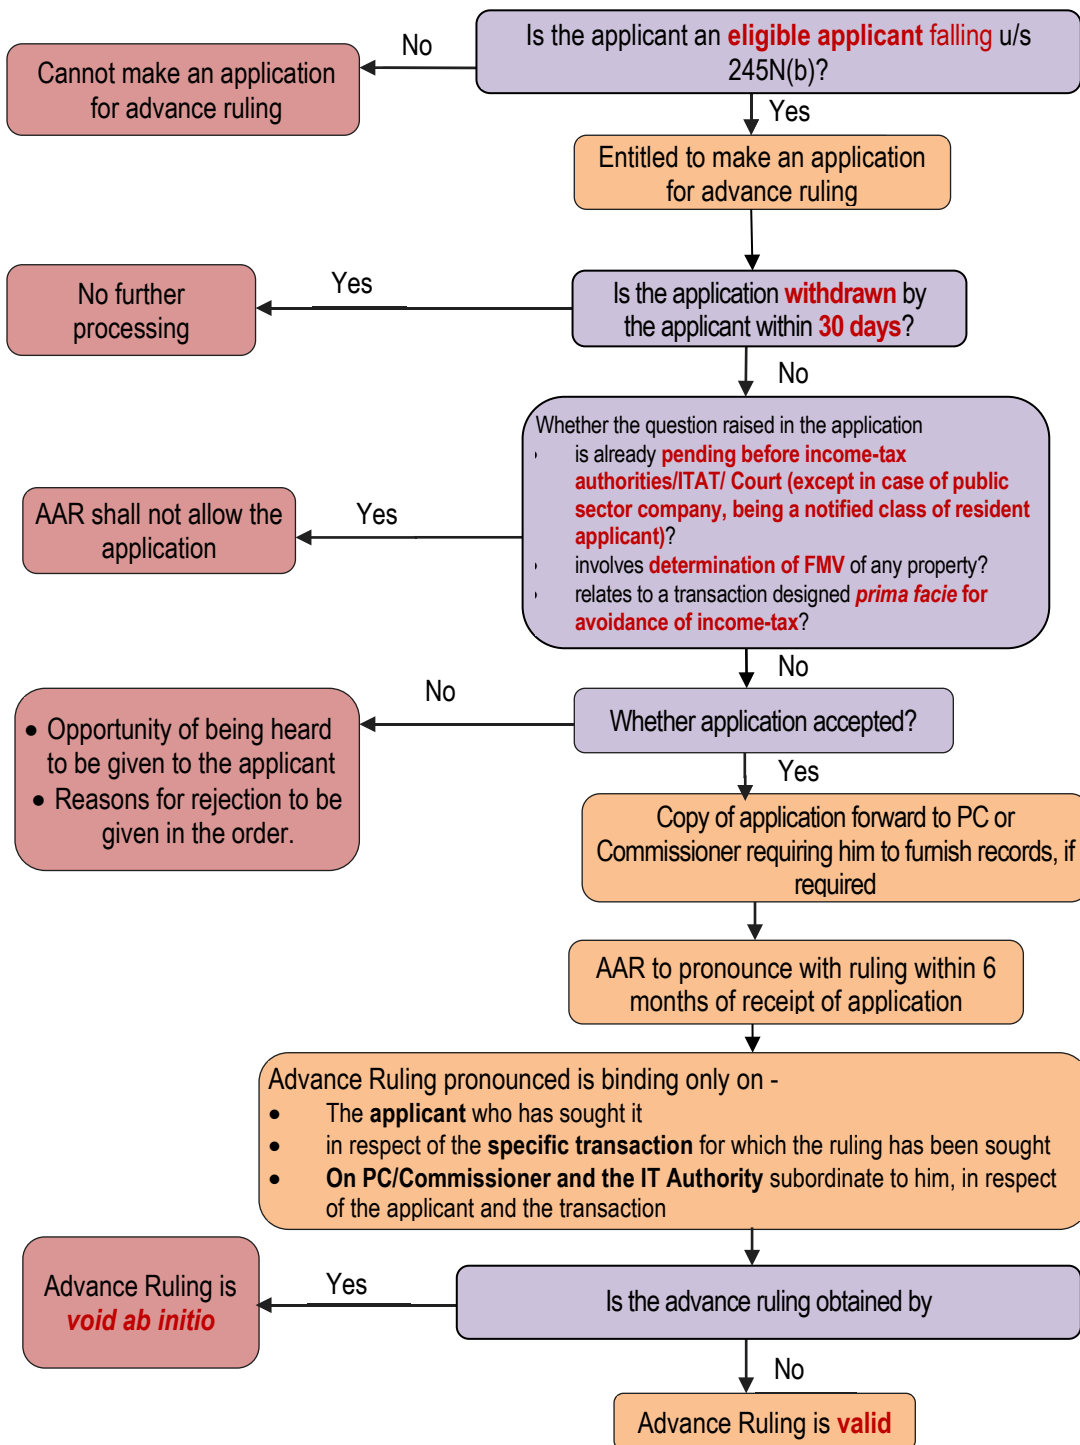 Is the applicant an eligible applicant falling u/s
245N(b)?
No
Cannot make an application
for advance ruling
Yes
Entitled to make an application
for advance ruling
Is the application withdrawn by
the applicant within 30 days?
Yes
No further
processing
No
Whether the question raised in the application
is already pending before income-tax
authorities/ITAT/ Court (except in case of public
sector company, being a notified class of resident
applicant)?
involves determination of FMV of any property?
relates to a transaction designed prima facie for
avoidance of income-tax?
Yes
AAR shall not allow the
application
No
Whether application accepted?
No
• Opportunity of being heard
to be given to the applicant
• Reasons for rejection to be
given in the order.
Yes
Copy of application forward to PC or
Commissioner requiring him to furnish records, if
required
AAR to pronounce with ruling within 6
months of receipt of application
Advance Ruling pronounced is binding only on -
• The applicant who has sought it
• in respect of the specific transaction for which the ruling has been sought
• On PC/Commissioner and the IT Authority subordinate to him, in respect
of the applicant and the transaction
Is the advance ruling obtained by
Yes
Advance Ruling is
void ab initio
No
Advance Ruling is valid